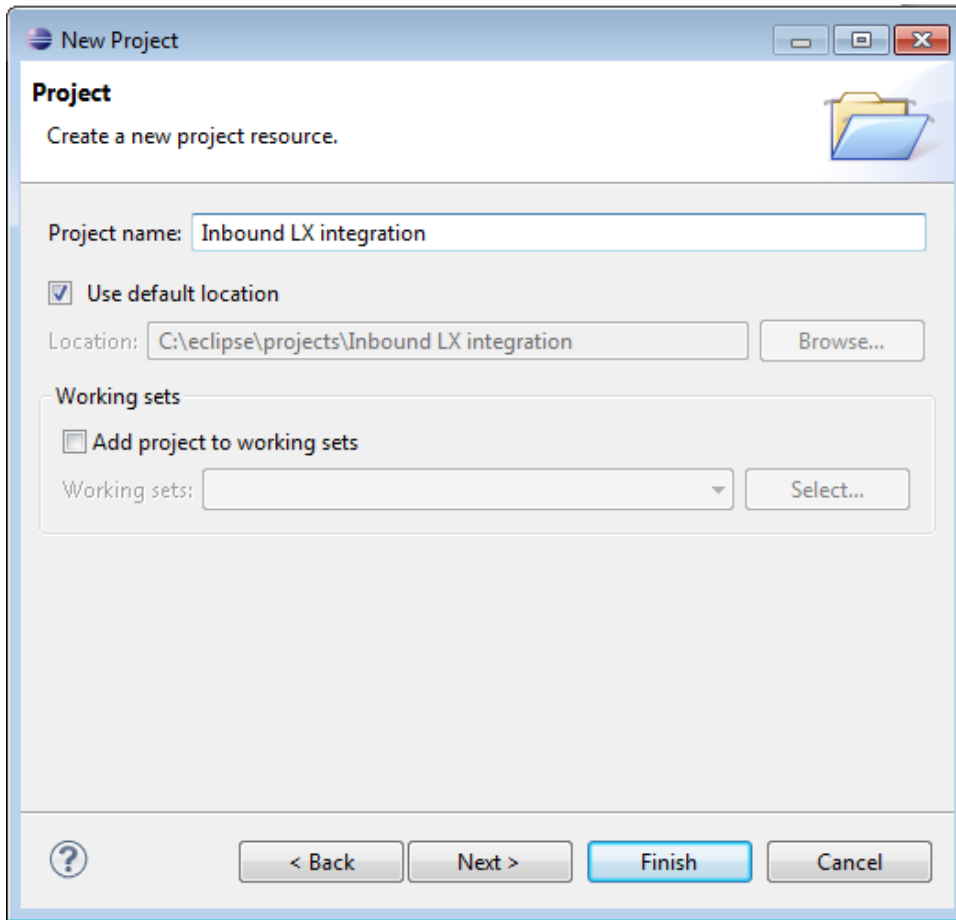 New Project
Project
Create a new project resource.
Project name: Inbound LX integration
Use default location
Location: C:\eclipse\projects\Inbound LX integration Browse...
Working sets
Add project to working sets
Working sets: Select...
? < Back Next > Finish Cancel